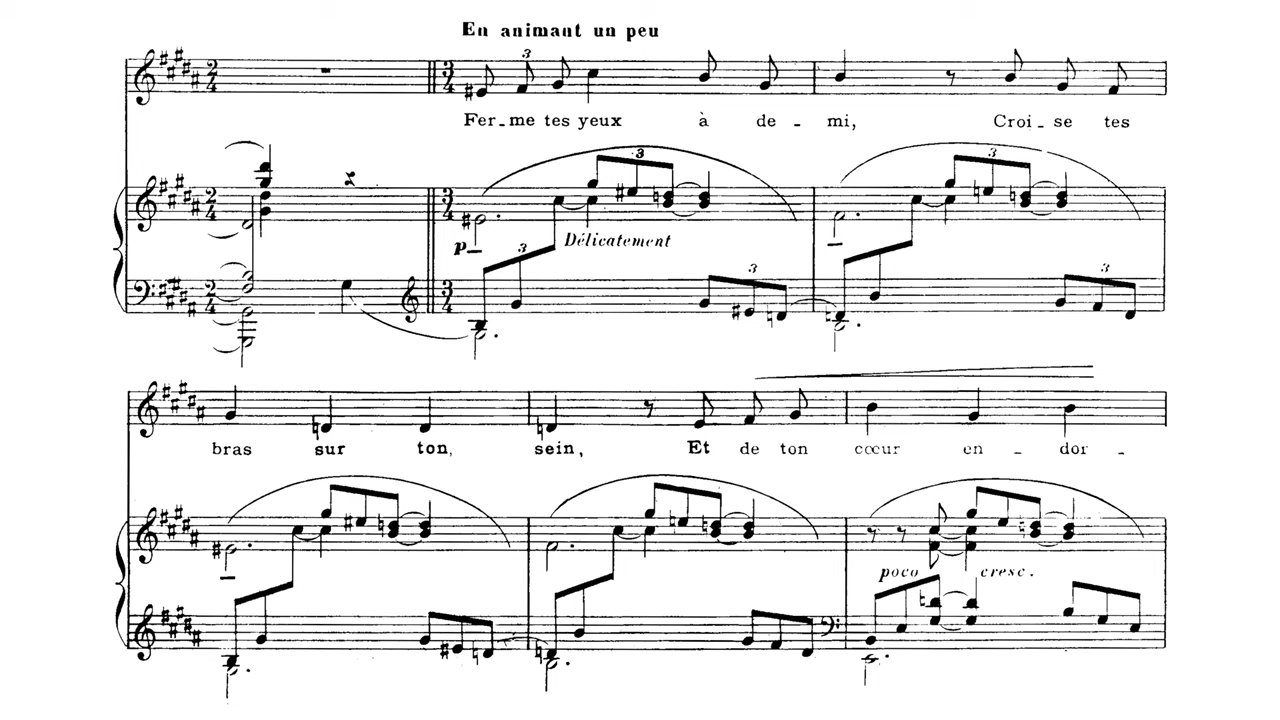 En animant un peu
Fer_me tes yeux à de_mi, Croi_se tes
p Délicatement
bras sur ton, sein, Et de ton cœur en_dor_
poco cresc.